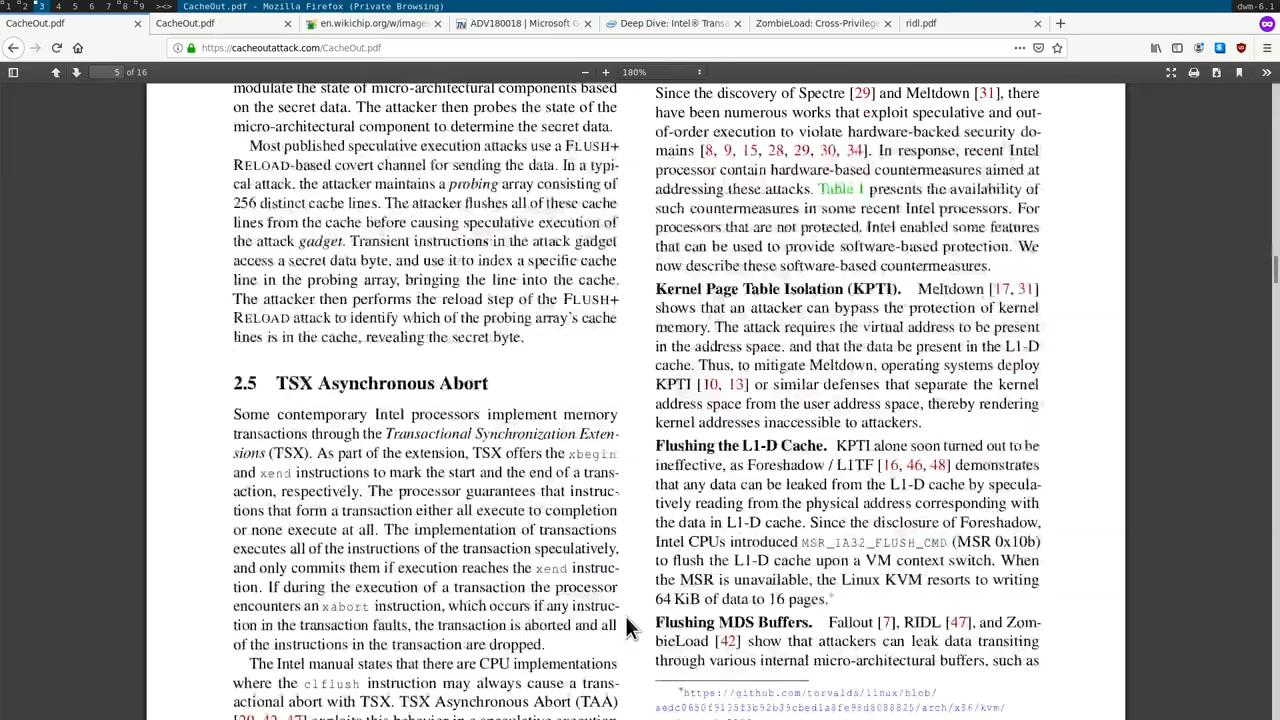 1 2 3 4 5 6 7 8 9 <>< CacheOut.pdf - Mozilla Firefox (Private Browsing) dwm-6.1
CacheOut.pdf × CacheOut.pdf × en.wikichip.org/w/images × ADV180018 | Microsoft G × Deep Dive: Intel® Transa × ZombieLoad: Cross-Privilege × ridl.pdf ×
https://cacheoutattack.com/CacheOut.pdf
5 of 16 180%
modulate the state of micro-architectural components based
on the secret data. The attacker then probes the state of the
micro-architectural component to determine the secret data.
Most published speculative execution attacks use a FLUSH+
RELOAD-based covert channel for sending the data. In a typi-
cal attack, the attacker maintains a probing array consisting of
256 distinct cache lines. The attacker flushes all of these cache
lines from the cache before causing speculative execution of
the attack gadget. Transient instructions in the attack gadget
access a secret data byte, and use it to index a specific cache
line in the probing array, bringing the line into the cache.
The attacker then performs the reload step of the FLUSH+
RELOAD attack to identify which of the probing array's cache
lines is in the cache, revealing the secret byte.
2.5 TSX Asynchronous Abort
Some contemporary Intel processors implement memory
transactions through the Transactional Synchronization Exten-
sions (TSX). As part of the extension, TSX offers the xbegin
and xend instructions to mark the start and the end of a trans-
action, respectively. The processor guarantees that instruc-
tions that form a transaction either all execute to completion
or none execute at all. The implementation of transactions
executes all of the instructions of the transaction speculatively,
and only commits them if execution reaches the xend instruc-
tion. If during the execution of a transaction the processor
encounters an xabort instruction, which occurs if any instruc-
tion in the transaction faults, the transaction is aborted and all
of the instructions in the transaction are dropped.
The Intel manual states that there are CPU implementations
where the clflush instruction may always cause a trans-
actional abort with TSX. TSX Asynchronous Abort (TAA)
[29, 42, 47] exploits this behavior in a speculative execution
Since the discovery of Spectre [29] and Meltdown [31], there
have been numerous works that exploit speculative and out-
of-order execution to violate hardware-backed security do-
mains [8, 9, 15, 28, 29, 30, 34]. In response, recent Intel
processor contain hardware-based countermeasures aimed at
addressing these attacks. Table 1 presents the availability of
such countermeasures in some recent Intel processors. For
processors that are not protected, Intel enabled some features
that can be used to provide software-based protection. We
now describe these software-based countermeasures.
Kernel Page Table Isolation (KPTI). Meltdown [17, 31]
shows that an attacker can bypass the protection of kernel
memory. The attack requires the virtual address to be present
in the address space, and that the data be present in the L1-D
cache. Thus, to mitigate Meltdown, operating systems deploy
KPTI [10, 13] or similar defenses that separate the kernel
address space from the user address space, thereby rendering
kernel addresses inaccessible to attackers.
Flushing the L1-D Cache. KPTI alone soon turned out to be
ineffective, as Foreshadow / L1TF [16, 46, 48] demonstrates
that any data can be leaked from the L1-D cache by specula-
tively reading from the physical address corresponding with
the data in L1-D cache. Since the disclosure of Foreshadow,
Intel CPUs introduced MSR_IA32_FLUSH_CMD (MSR 0x10b)
to flush the L1-D cache upon a VM context switch. When
the MSR is unavailable, the Linux KVM resorts to writing
64 KiB of data to 16 pages.*
Flushing MDS Buffers. Fallout [7], RIDL [47], and Zom-
bieLoad [42] show that attackers can leak data transiting
through various internal micro-architectural buffers, such as
*https://github.com/torvalds/linux/blob/